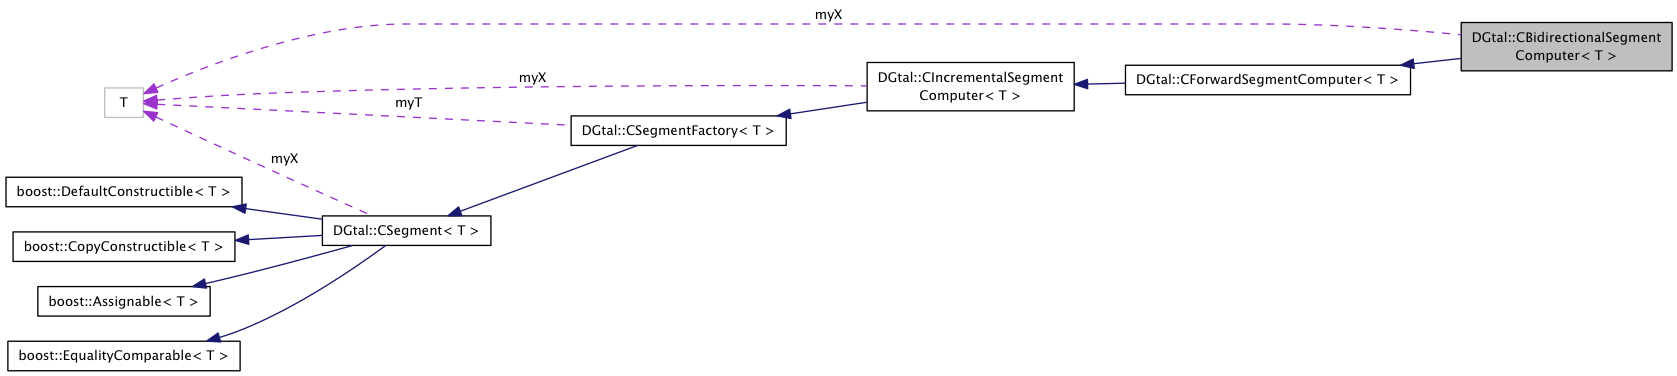 myX
DGtal::CBidirectionalSegment
Computer< T >
myX
DGtal::CIncrementalSegment
Computer< T >
DGtal::CForwardSegmentComputer< T >
T
myT
DGtal::CSegmentFactory< T >
myX
boost::DefaultConstructible< T >
DGtal::CSegment< T >
boost::CopyConstructible< T >
boost::Assignable< T >
boost::EqualityComparable< T >